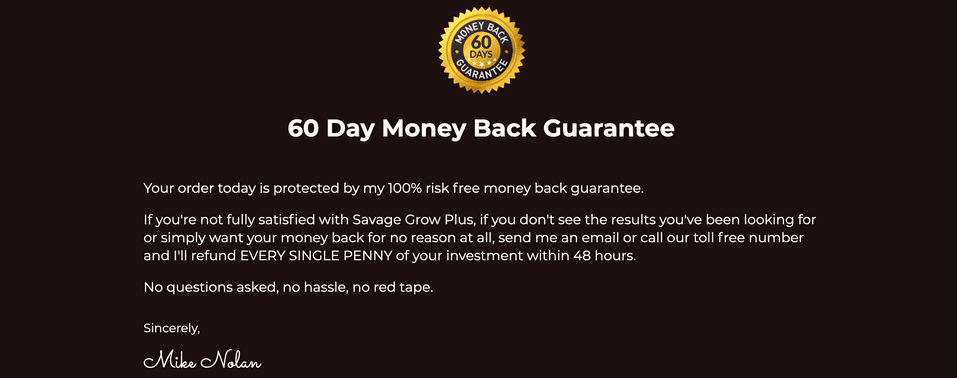 MONEY BACK
60
DAYS
GUARANTEE
60 Day Money Back Guarantee
Your order today is protected by my 100% risk free money back guarantee.
If you're not fully satisfied with Savage Grow Plus, if you don't see the results you've been looking for
or simply want your money back for no reason at all, send me an email or call our toll free number
and I'll refund EVERY SINGLE PENNY of your investment within 48 hours.
No questions asked, no hassle, no red tape.
Sincerely,
Mike Nolan